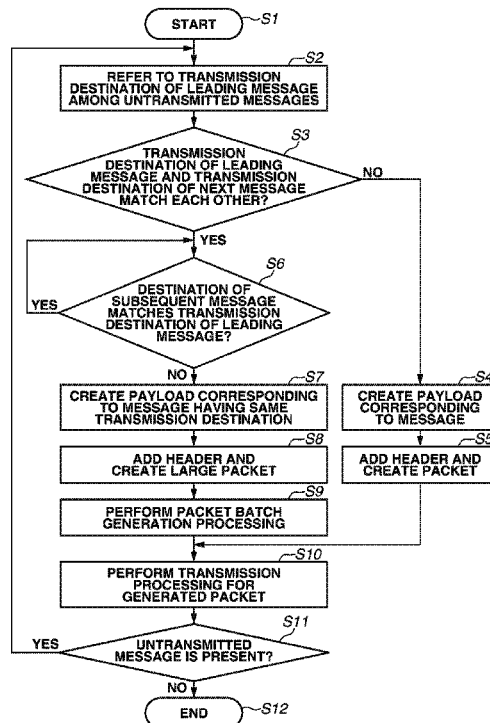 START
S1
S2
REFER TO TRANSMISSION
DESTINATION OF LEADING MESSAGE
AMONG UNTRANSMITTED MESSAGES
S3
TRANSMISSION
DESTINATION OF LEADING
MESSAGE AND TRANSMISSION
DESTINATION OF NEXT MESSAGE
MATCH EACH OTHER?
NO
YES
S6
DESTINATION OF
SUBSEQUENT MESSAGE
MATCHES TRANSMISSION
DESTINATION OF LEADING
MESSAGE?
YES
NO
S7
CREATE PAYLOAD CORRESPONDING
TO MESSAGE HAVING SAME
TRANSMISSION DESTINATION
S4
CREATE PAYLOAD
CORRESPONDING
TO MESSAGE
S8
ADD HEADER AND
CREATE LARGE PACKET
S5
ADD HEADER AND
CREATE PACKET
S9
PERFORM PACKET BATCH
GENERATION PROCESSING
S10
PERFORM TRANSMISSION
PROCESSING FOR
GENERATED PACKET
S11
YES
UNTRANSMITTED
MESSAGE IS PRESENT?
NO
END
S12